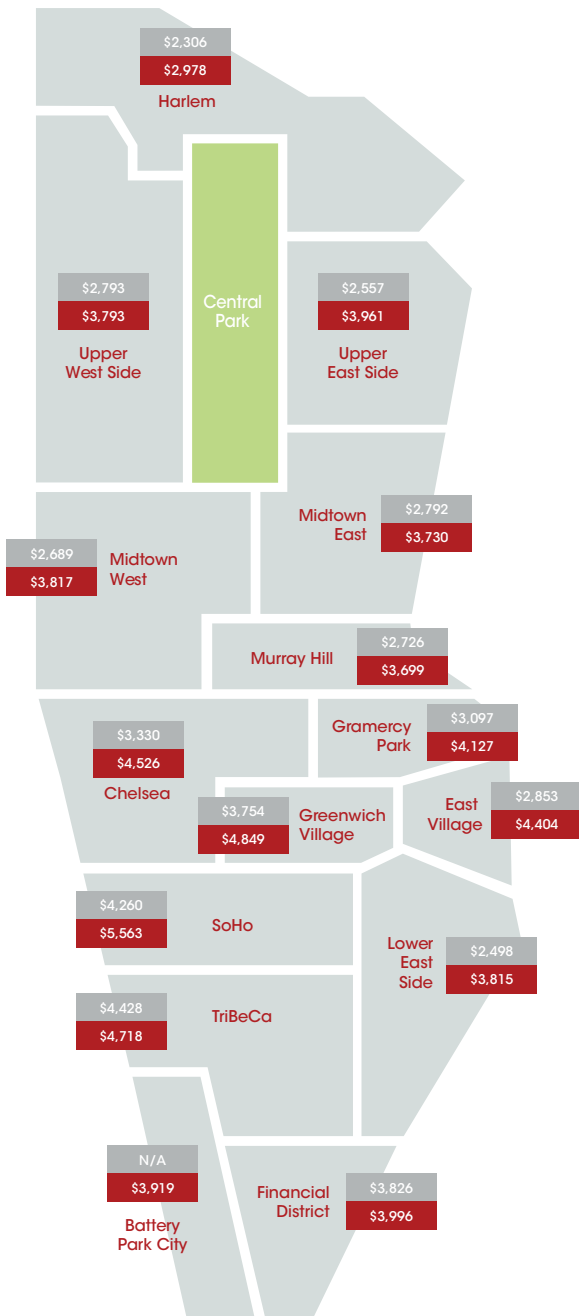 $2,306
$2,978
Harlem
$2,793
$3,793
Upper
West Side
Central
Park
$2,557
$3,961
Upper
East Side
Midtown
East
$2,792
$3,730
$2,689
$3,817
Midtown
West
Murray Hill
$2,726
$3,699
$3,330
$4,526
Chelsea
Gramercy
Park
$3,097
$4,127
$3,754
$4,849
Greenwich
Village
East
Village
$2,853
$4,404
$4,260
$5,563
SoHo
Lower
East
Side
$2,498
$3,815
$4,428
$4,718
TriBeCa
N/A
$3,919
Battery
Park City
Financial
District
$3,826
$3,996